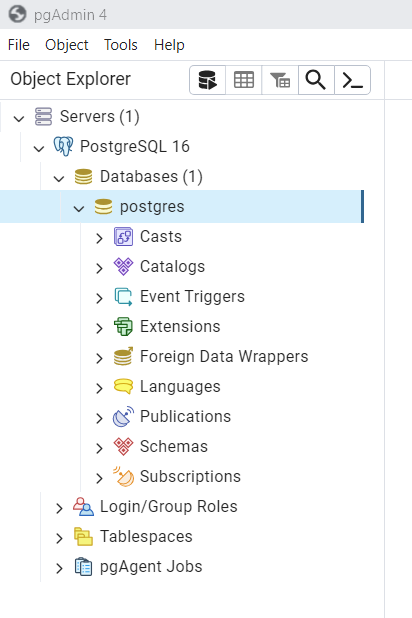 pgAdmin 4
File Object Tools Help
Object Explorer
Servers (1)
PostgreSQL 16
Databases (1)
postgres
Casts
Catalogs
Event Triggers
Extensions
Foreign Data Wrappers
Languages
Publications
Schemas
Subscriptions
Login/Group Roles
Tablespaces
pgAgent Jobs